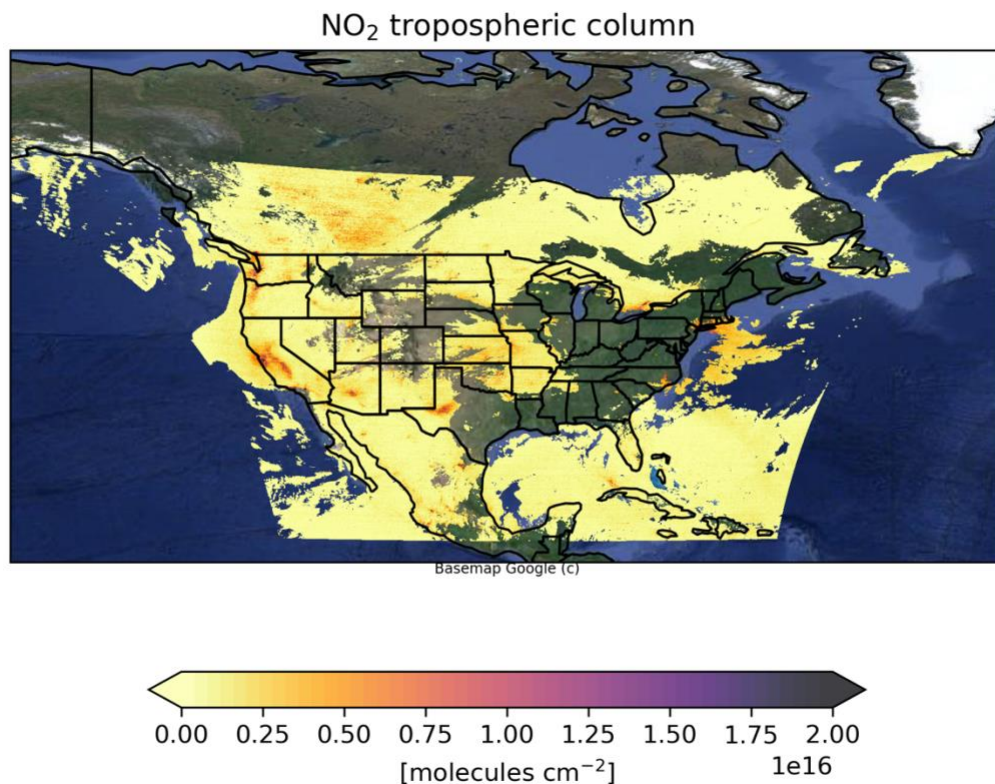 NO₂ tropospheric column
Basemap Google (c)
0.00 0.25 0.50 0.75 1.00 1.25 1.50 1.75 2.00
1e16
[molecules cm⁻²]